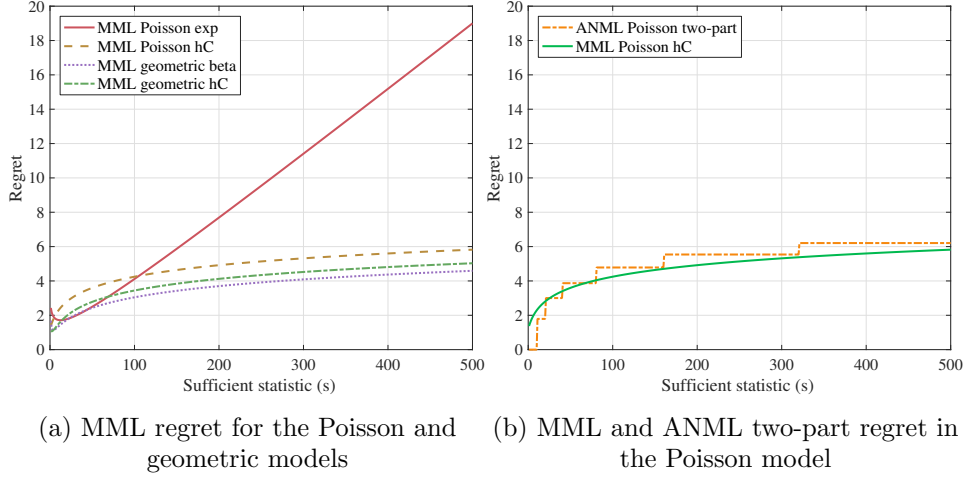 20
18
16
14
12
10
8
6
4
2
0
Regret
MML Poisson exp
MML Poisson hC
MML geometric beta
MML geometric hC
0 100 200 300 400 500
Sufficient statistic (s)
(a) MML regret for the Poisson and
geometric models
20
18
16
14
12
10
8
6
4
2
0
Regret
ANML Poisson two-part
MML Poisson hC
0 100 200 300 400 500
Sufficient statistic (s)
(b) MML and ANML two-part regret in
the Poisson model